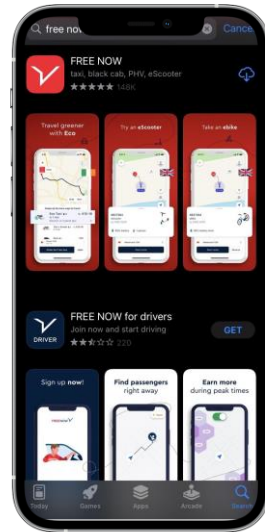 free now
Cancel
FREE NOW
taxi, black cab, PHV, eScooter
148K
Travel greener
with Eco
Try an eScooter
Take an ebike
FREE NOW for drivers
Join now and start driving
220
GET
DRIVER
Sign up now!
Find passengers
right away
Earn more
during peak times
Today
Games
Apps
Arcade
Search